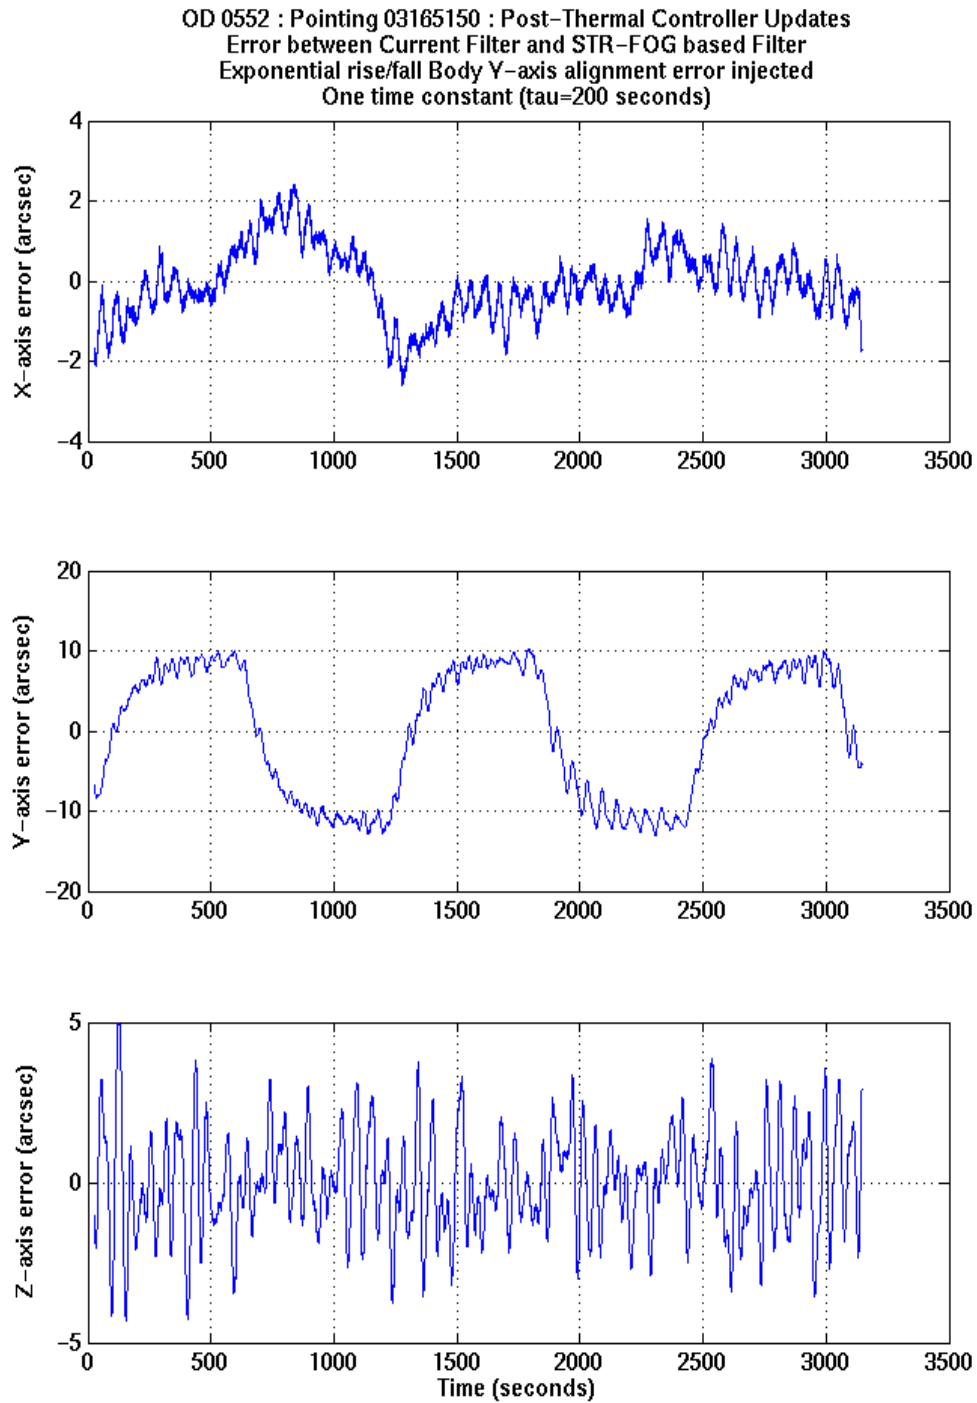 OD 0552 : Pointing 03165150 : Post-Thermal Controller Updates
Error between Current Filter and STR-FOG based Filter
Exponential rise/fall Body Y-axis alignment error injected
One time constant (tau=200 seconds)
X-axis error (arcsec)
4
2
0
-2
-4
0 500 1000 1500 2000 2500 3000 3500
Y-axis error (arcsec)
20
10
0
-10
-20
0 500 1000 1500 2000 2500 3000 3500
Z-axis error (arcsec)
5
0
-5
0 500 1000 1500 2000 2500 3000 3500
Time (seconds)